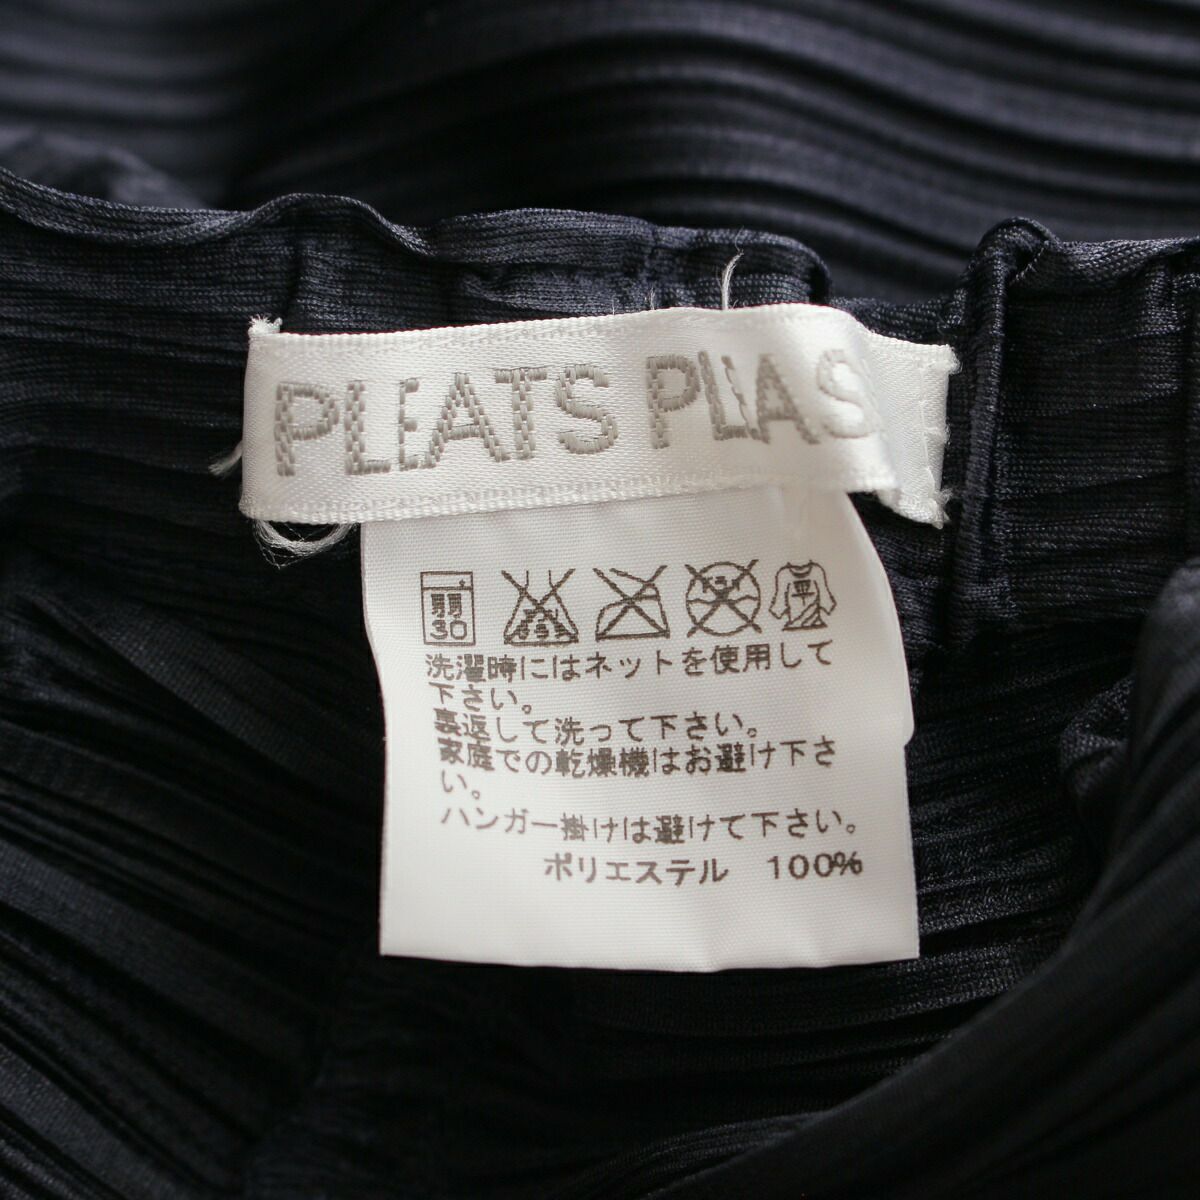 PLEATS PLEAS
弱
30
平
洗濯時にはネットを使用して
下さい。
裏返して洗って下さい。
家庭での乾燥機はお避け下さ
い。
ハンガー掛けは避けて下さい。
ポリエステル 100%